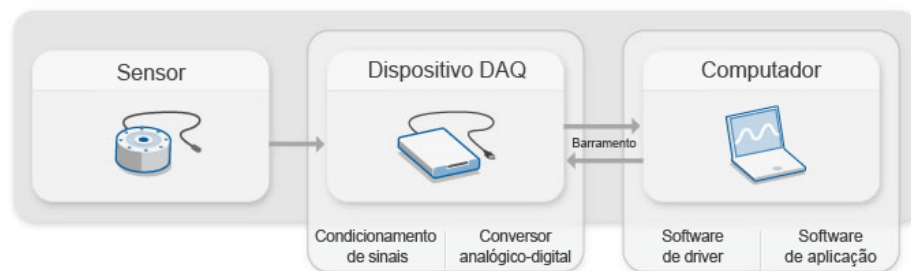 Sensor
Dispositivo DAQ
Computador
Barramento
Condicionamento
de sinais
Conversor
analógico-digital
Software
de driver
Software
de aplicação